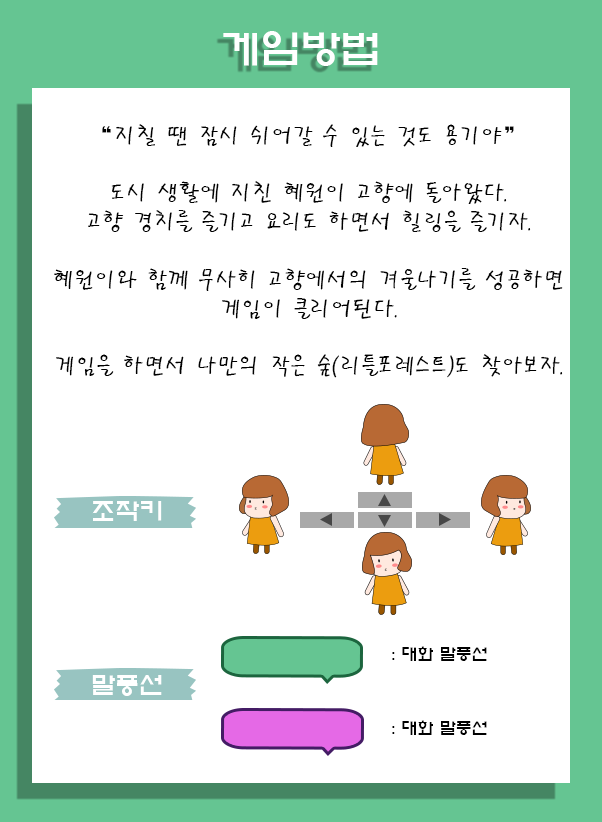 게임방법
“지칠 땐 잠시 쉬어갈 수 있는 것도 용기야”
도시 생활에 지친 혜원이 고향에 돌아왔다.
고향 경치를 즐기고 요리도 하면서 힐링을 즐기자.
혜원이와 함께 무사히 고향에서의 겨울나기를 성공하면
게임이 클리어된다.
게임을 하면서 나만의 작은 숲(리틀포레스트)도 찾아보자.
조작키
말풍선
: 대화 말풍선
: 대화 말풍선